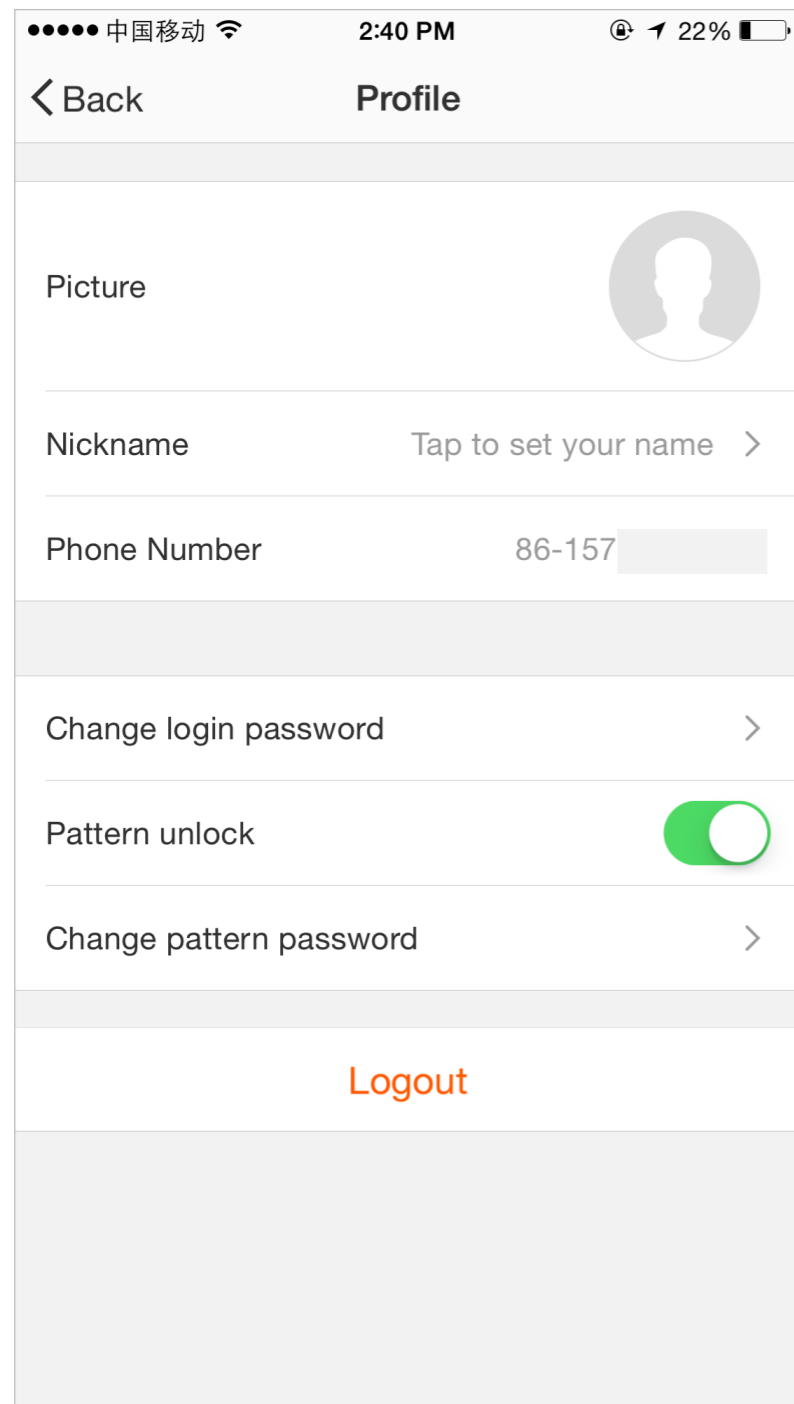 中国移动 2:40 PM 22%
Back Profile
Picture
Nickname Tap to set your name
Phone Number 86-157
Change login password
Pattern unlock
Change pattern password
Logout